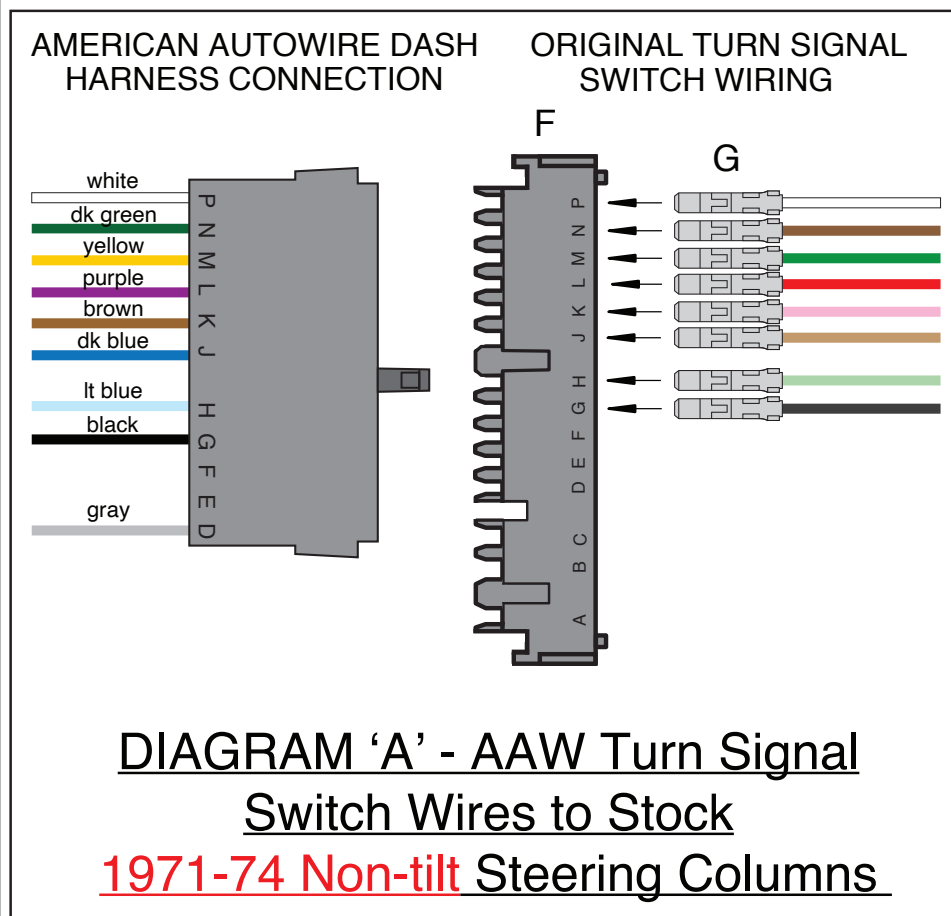 AMERICAN AUTOWIRE DASH
HARNESS CONNECTION
ORIGINAL TURN SIGNAL
SWITCH WIRING
F
G
white
dk green
yellow
purple
brown
dk blue
lt blue
black
gray
P
N
M
L
K
J
H
G
F
E
D
P
N
M
L
K
J
H
G
F
E
D
C
B
A
DIAGRAM ‘A’ - AAW Turn Signal
Switch Wires to Stock
1971-74 Non-tilt Steering Columns